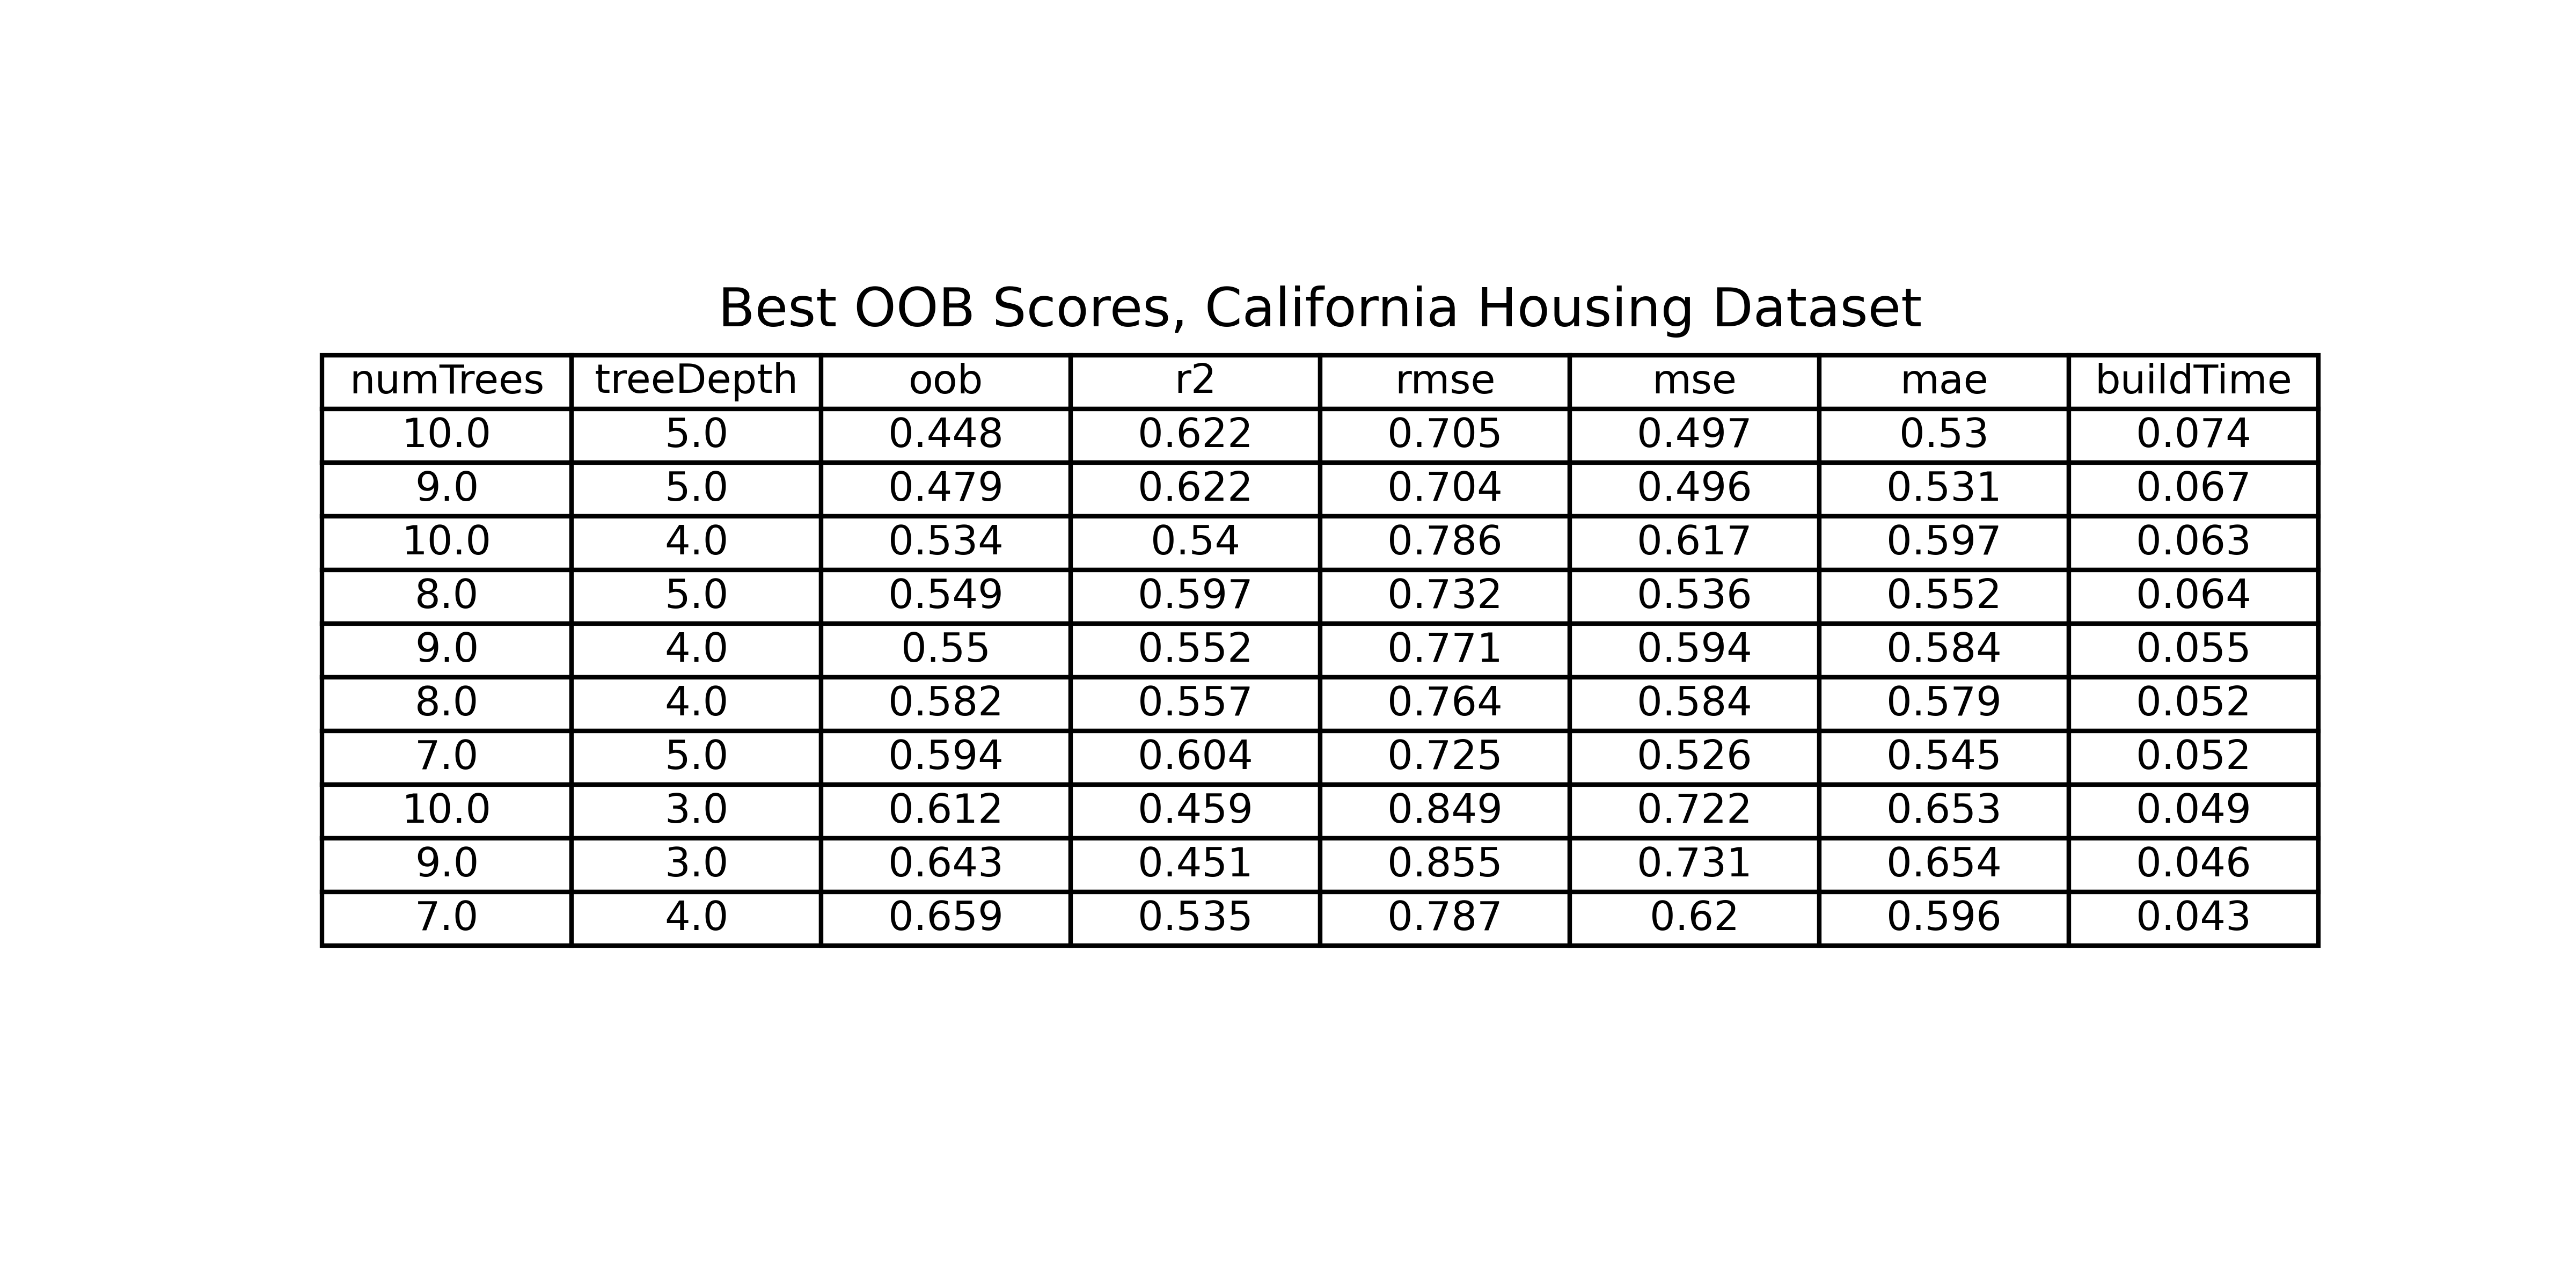 Best OOB Scores, California Housing Dataset
numTrees treeDepth oob r2 rmse mse mae buildTime
10.0 5.0 0.448 0.622 0.705 0.497 0.53 0.074
9.0 5.0 0.479 0.622 0.704 0.496 0.531 0.067
10.0 4.0 0.534 0.54 0.786 0.617 0.597 0.063
8.0 5.0 0.549 0.597 0.732 0.536 0.552 0.064
9.0 4.0 0.55 0.552 0.771 0.594 0.584 0.055
8.0 4.0 0.582 0.557 0.764 0.584 0.579 0.052
7.0 5.0 0.594 0.604 0.725 0.526 0.545 0.052
10.0 3.0 0.612 0.459 0.849 0.722 0.653 0.049
9.0 3.0 0.643 0.451 0.855 0.731 0.654 0.046
7.0 4.0 0.659 0.535 0.787 0.62 0.596 0.043